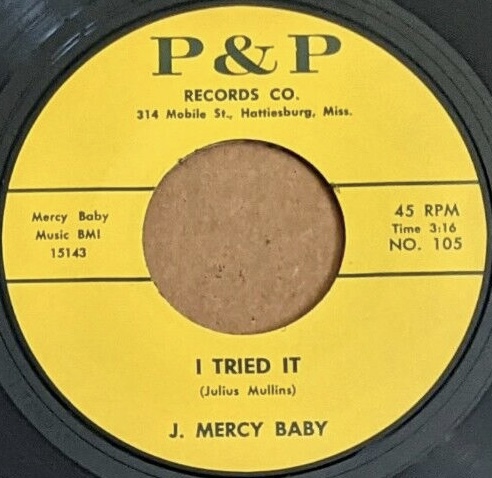 P & P
RECORDS CO.
314 Mobile St., Hattiesburg, Miss.
Mercy Baby
Music BMI
15143
45 RPM
Time 3:16
NO. 105
I TRIED IT
(Julius Mullins)
J. MERCY BABY